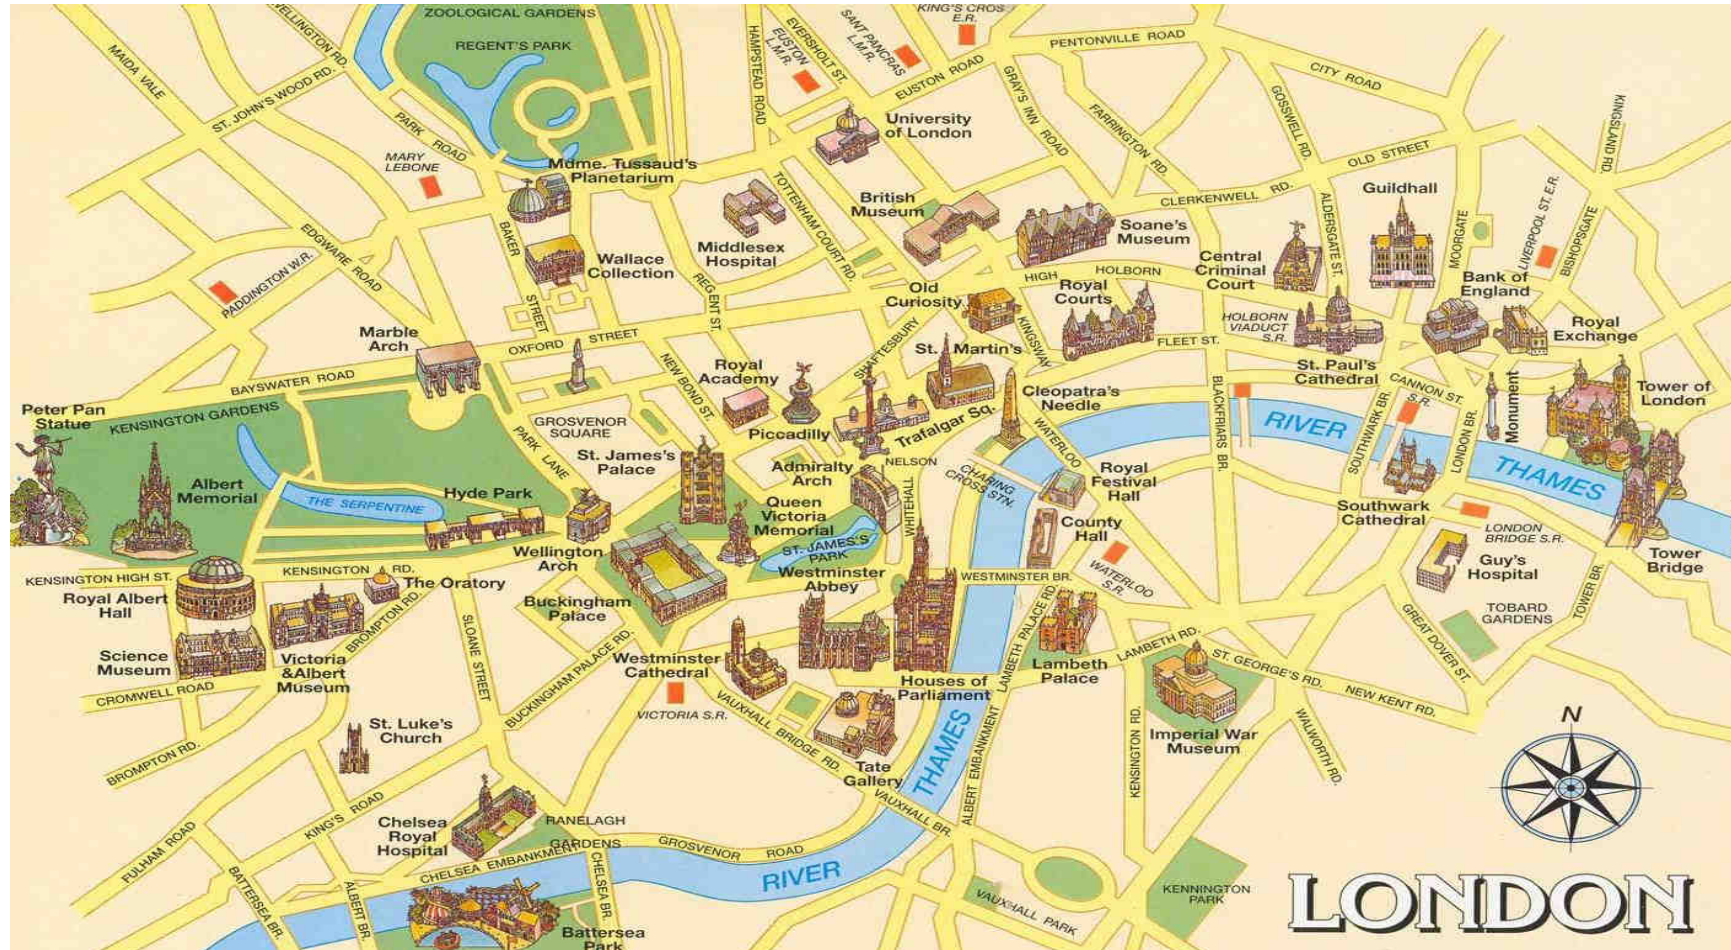 ZOOLOGICAL GARDENS
REGENT'S PARK
WELLINGTON RD.
MAIDA VALE
ST. JOHN'S WOOD RD.
PARK ROAD
MARY
LEBONE
HAMPSTEAD ROAD
EVERSHOLT ST.
EUSTON
L.M.R.
SANT PANCRAS
L.M.R.
KING'S CROS
E.R.
EUSTON ROAD
PENTONVILLE ROAD
CITY ROAD
GRAY'S INN ROAD
FARRINGTON RD.
GOSSWELL RD.
OLD STREET
KINGSLAND RD.
University
of London
Mdme. Tussaud's
Planetarium
TOTTENHAM COURT RD.
British
Museum
CLERKENWELL RD.
Soane's
Museum
ALDERSGATE ST.
Guildhall
MOORGATE
LIVERPOOL ST. E.R.
BISHOPSGATE
EDGWARE ROAD
PADDINGTON W.R.
BAKER
STREET
Wallace
Collection
Middlesex
Hospital
REGENT ST.
Old
Curiosity
HIGH HOLBORN
Royal
Courts
Central
Criminal
Court
HOLBORN
VIADUCT
S.R.
Bank of
England
Royal
Exchange
Marble
Arch
OXFORD STREET
NEW BOND ST.
Royal
Academy
SHAFTESBURY
St. Martin's
KINGSWAY
FLEET ST.
St. Paul's
Cathedral
CANNON ST.
S.R.
Monument
Tower of
London
BAYSWATER ROAD
Peter Pan
Statue
KENSINGTON GARDENS
GROSVENOR
SQUARE
PARK LANE
Piccadilly
Trafalgar Sq.
Cleopatra's
Needle
BLACKFRIARS BR.
RIVER
THAMES
SOUTHWARK BR.
LONDON BR.
Albert
Memorial
THE SERPENTINE
Hyde Park
St. James's
Palace
Admiralty
Arch
NELSON
WHITEHALL
CHARING
CROSS STN.
WATERLOO
Royal
Festival
Hall
Southwark
Cathedral
LONDON
BRIDGE S.R.
Queen
Victoria
Memorial
ST. JAMES'S
PARK
County
Hall
WATERLOO
S.R.
Guy's
Hospital
Tower
Bridge
KENSINGTON HIGH ST.
KENSINGTON RD.
Royal Albert
Hall
The Oratory
Wellington
Arch
Buckingham
Palace
Westminster
Abbey
WESTMINSTER BR.
LAMBETH PALACE RD.
TOBARD
GARDENS
TOWER BR.
GREAT DOVER ST.
BROMPTON RD.
SLOANE STREET
BUCKINGHAM PALACE RD.
Science
Museum
Victoria
&Albert
Museum
CROMWELL ROAD
Westminster
Cathedral
VICTORIA S.R.
Houses of
Parliament
Lambeth
Palace
LAMBETH RD.
ST. GEORGE'S RD.
NEW KENT RD.
BROMPTON RD.
St. Luke's
Church
VAUXHALL BRIDGE RD.
Tate
Gallery
THAMES
ALBERT EMBANKMENT
KENSINGTON RD.
Imperial War
Museum
WALWORTH RD.
N
FULHAM ROAD
KING'S ROAD
Chelsea
Royal
Hospital
RANELAGH
GARDENS
CHELSEA EMBANKMENT
GROSVENOR ROAD
VAUXHALL BR.
RIVER
BATTERSEA BR.
ALBERT BR.
CHELSEA BR.
Battersea
Park
VAUXHALL PARK
KENNINGTON
PARK
LONDON